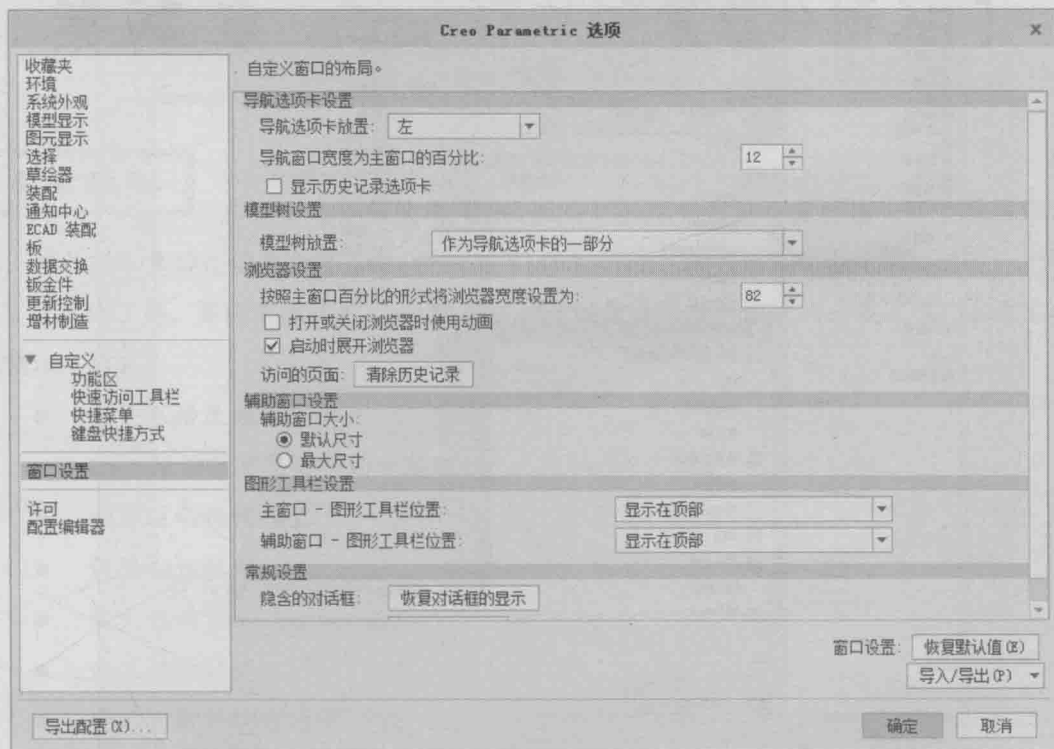 Creo Parametric 选项
收藏夹
环境
系统外观
模型显示
图元显示
选择
草绘器
装配
通知中心
ECAD 装配
板
数据交换
钣金件
更新控制
增材制造
自定义
功能区
快速访问工具栏
快捷菜单
键盘快捷方式
窗口设置
许可
配置编辑器
自定义窗口的布局。
导航选项卡设置
导航选项卡放置: 左
导航窗口宽度为主窗口的百分比: 12
显示历史记录选项卡
模型树设置
模型树放置: 作为导航选项卡的一部分
浏览器设置
按照主窗口百分比的形式将浏览器宽度设置为: 82
打开或关闭浏览器时使用动画
启动时展开浏览器
访问的页面: 清除历史记录
辅助窗口设置
辅助窗口大小:
默认尺寸
最大尺寸
图形工具栏设置
主窗口 - 图形工具栏位置: 显示在顶部
辅助窗口 - 图形工具栏位置: 显示在顶部
常规设置
隐含的对话框: 恢复对话框的显示
窗口设置: 恢复默认值(E)
导入/导出(P)
导出配置(X)...
确定 取消